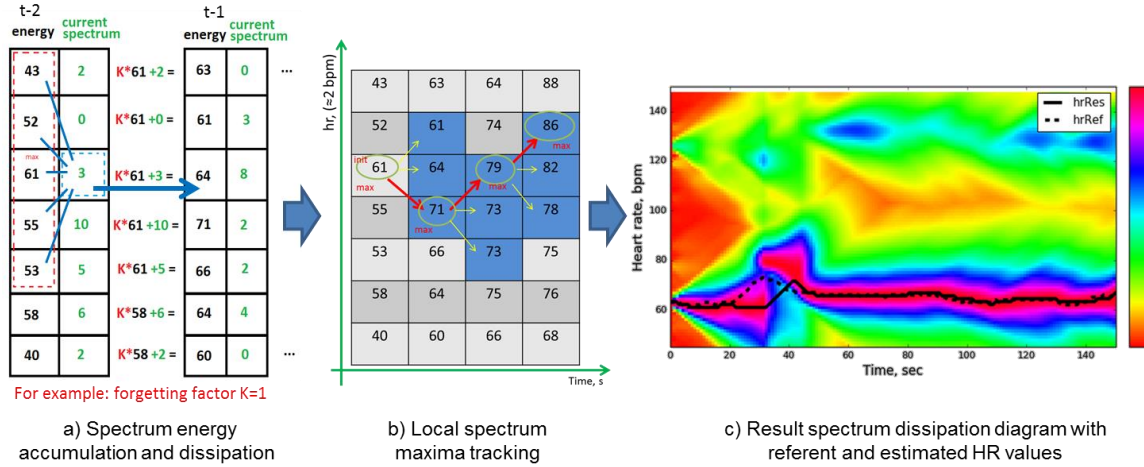 t-2
energy
current
spectrum
t-1
energy
current
spectrum
43 2 K*61 +2 = 63 0 ...
52 0 K*61 +0 = 61 3
max
61 3 K*61 +3 = 64 8
55 10 K*61 +10 = 71 2
53 5 K*61 +5 = 66 2
58 6 K*58 +6 = 64 4
40 2 K*58 +2 = 60 0 ...
For example: forgetting factor K=1
a) Spectrum energy
accumulation and dissipation
hr, (≈2 bpm)
43 63 64 88
52 61 74 86
max
init
61 64 79 82
max
max
55 71 73 78
max
53 66 73 75
58 64 75 76
40 60 66 68
Time, s
b) Local spectrum
maxima tracking
Heart rate, bpm
140
120
100
80
60
hrRes
hrRef
0 20 40 60 80 100 120 140
Time, sec
c) Result spectrum dissipation diagram with
referent and estimated HR values